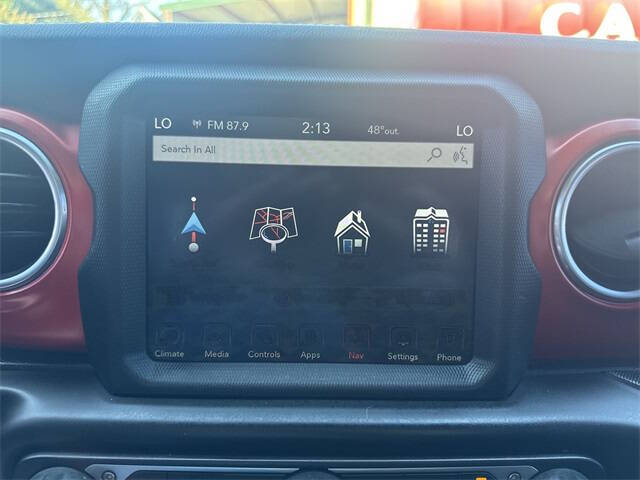 CA
LO FM 87.9 2:13 48°out. LO
Search In All
Climate Media Controls Apps Nav Settings Phone